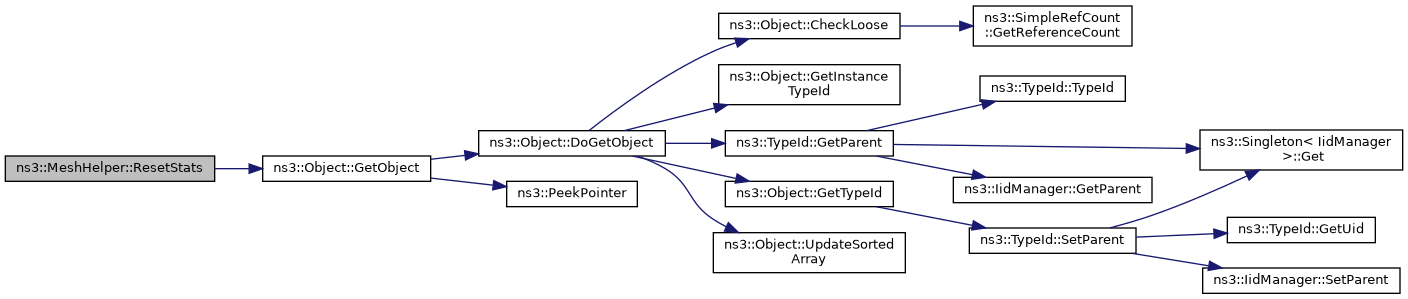 ns3::MeshHelper::ResetStats
ns3::Object::GetObject
ns3::Object::DoGetObject
ns3::PeekPointer
ns3::Object::CheckLoose
ns3::Object::GetInstance
TypeId
ns3::TypeId::GetParent
ns3::Object::GetTypeId
ns3::Object::UpdateSorted
Array
ns3::SimpleRefCount
::GetReferenceCount
ns3::TypeId::TypeId
ns3::IidManager::GetParent
ns3::TypeId::SetParent
ns3::Singleton< IidManager
>::Get
ns3::TypeId::GetUid
ns3::IidManager::SetParent